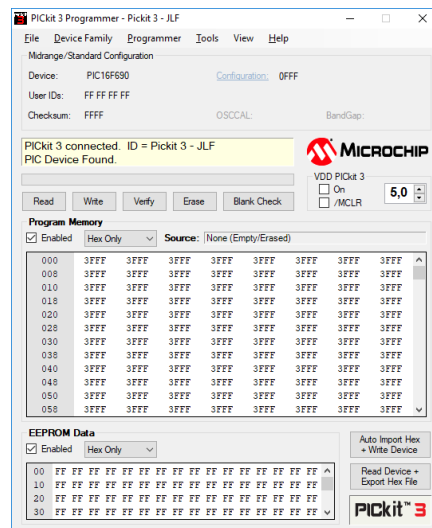 PICkit 3 Programmer - Pickit 3 - JLF
File Device Family Programmer Tools View Help
Midrange/Standard Configuration
Device: PIC16F690 Configuration: 0FFF
User IDs: FF FF FF FF
Checksum: FFFF OSCCAL: BandGap:
PICkit 3 connected. ID = Pickit 3 - JLF
PIC Device Found.
MICROCHIP
VDD PICkit 3
On
/MCLR
5,0
Read Write Verify Erase Blank Check
Program Memory
Enabled Hex Only Source: None (Empty/Erased)
000 3FFF 3FFF 3FFF 3FFF 3FFF 3FFF 3FFF 3FFF
008 3FFF 3FFF 3FFF 3FFF 3FFF 3FFF 3FFF 3FFF
010 3FFF 3FFF 3FFF 3FFF 3FFF 3FFF 3FFF 3FFF
018 3FFF 3FFF 3FFF 3FFF 3FFF 3FFF 3FFF 3FFF
020 3FFF 3FFF 3FFF 3FFF 3FFF 3FFF 3FFF 3FFF
028 3FFF 3FFF 3FFF 3FFF 3FFF 3FFF 3FFF 3FFF
030 3FFF 3FFF 3FFF 3FFF 3FFF 3FFF 3FFF 3FFF
038 3FFF 3FFF 3FFF 3FFF 3FFF 3FFF 3FFF 3FFF
040 3FFF 3FFF 3FFF 3FFF 3FFF 3FFF 3FFF 3FFF
048 3FFF 3FFF 3FFF 3FFF 3FFF 3FFF 3FFF 3FFF
050 3FFF 3FFF 3FFF 3FFF 3FFF 3FFF 3FFF 3FFF
058 3FFF 3FFF 3FFF 3FFF 3FFF 3FFF 3FFF 3FFF
EEPROM Data
Enabled Hex Only
00 FF FF FF FF FF FF FF FF FF FF FF FF FF FF FF FF
10 FF FF FF FF FF FF FF FF FF FF FF FF FF FF FF FF
20 FF FF FF FF FF FF FF FF FF FF FF FF FF FF FF FF
30 FF FF FF FF FF FF FF FF FF FF FF FF FF FF FF FF
Auto Import Hex
+ Write Device
Read Device +
Export Hex File
PICkit™ 3